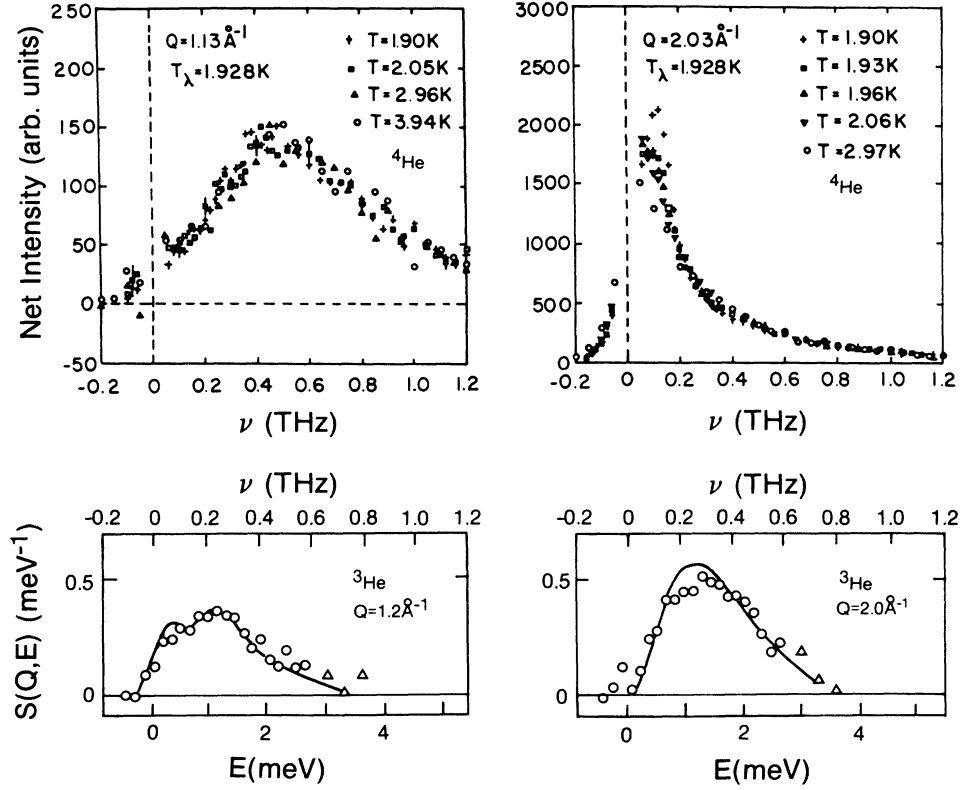 Net Intensity (arb. units)
250
200
150
100
50
0
-50
Q=1.13Å⁻¹
Tλ=1.928K
T=1.90K
T=2.05K
T=2.96K
T=3.94K
⁴He
-0.2 0 0.2 0.4 0.6 0.8 1.0 1.2
ν (THz)
3000
2500
2000
1500
1000
500
0
Q=2.03Å⁻¹
Tλ=1.928K
T=1.90K
T=1.93K
T=1.96K
T=2.06K
T=2.97K
⁴He
-0.2 0 0.2 0.4 0.6 0.8 1.0 1.2
ν (THz)
ν (THz)
-0.2 0 0.2 0.4 0.6 0.8 1.0 1.2
S(Q,E) (meV⁻¹)
0.5
0
³He
Q=1.2Å⁻¹
0 2 4
E(meV)
ν (THz)
-0.2 0 0.2 0.4 0.6 0.8 1.0 1.2
0.5
0
³He
Q=2.0Å⁻¹
0 2 4
E(meV)